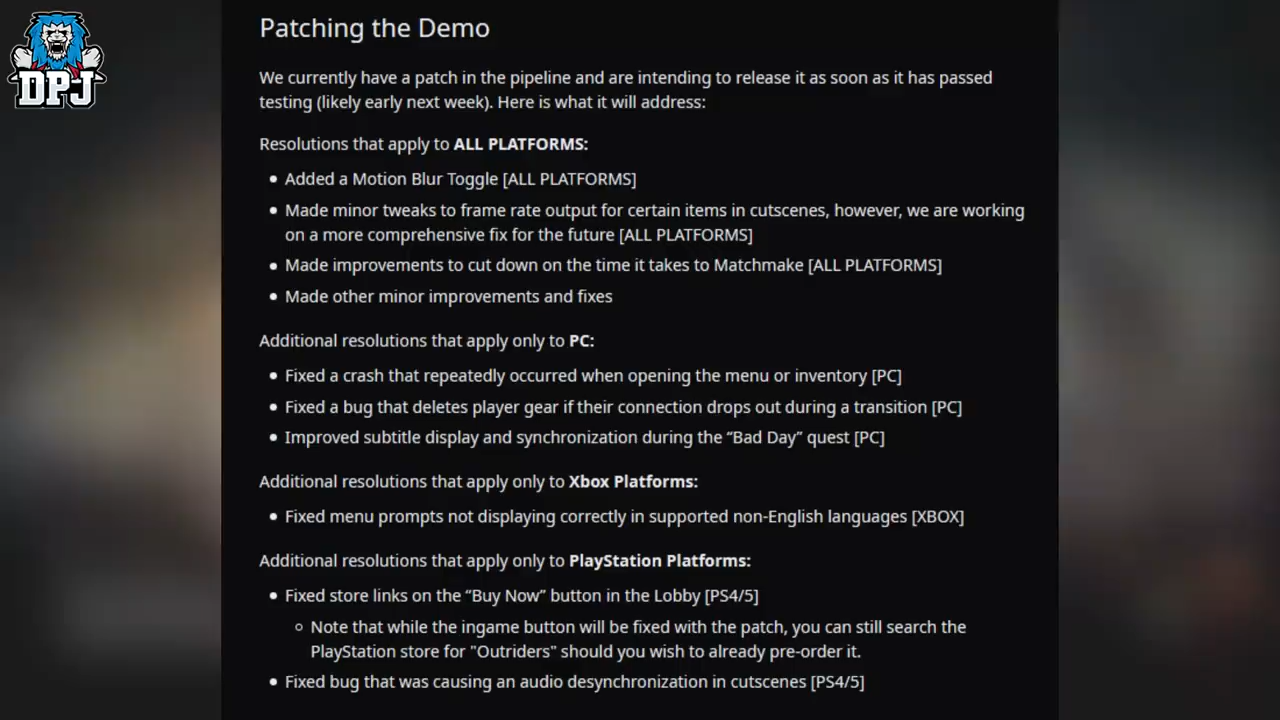 DPJ
Patching the Demo
We currently have a patch in the pipeline and are intending to release it as soon as it has passed
testing (likely early next week). Here is what it will address:
Resolutions that apply to ALL PLATFORMS:
• Added a Motion Blur Toggle [ALL PLATFORMS]
• Made minor tweaks to frame rate output for certain items in cutscenes, however, we are working
on a more comprehensive fix for the future [ALL PLATFORMS]
• Made improvements to cut down on the time it takes to Matchmake [ALL PLATFORMS]
• Made other minor improvements and fixes
Additional resolutions that apply only to PC:
• Fixed a crash that repeatedly occurred when opening the menu or inventory [PC]
• Fixed a bug that deletes player gear if their connection drops out during a transition [PC]
• Improved subtitle display and synchronization during the “Bad Day” quest [PC]
Additional resolutions that apply only to Xbox Platforms:
• Fixed menu prompts not displaying correctly in supported non-English languages [XBOX]
Additional resolutions that apply only to PlayStation Platforms:
• Fixed store links on the “Buy Now” button in the Lobby [PS4/5]
◦ Note that while the ingame button will be fixed with the patch, you can still search the
PlayStation store for "Outriders" should you wish to already pre-order it.
• Fixed bug that was causing an audio desynchronization in cutscenes [PS4/5]